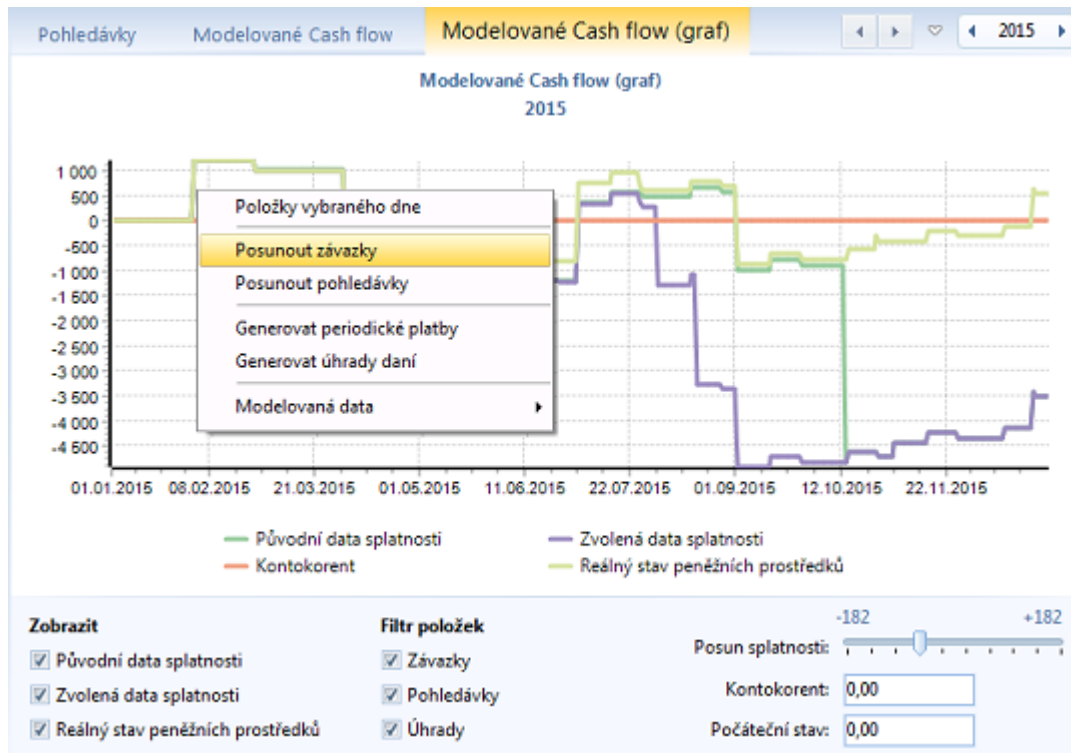 Pohledávky Modelované Cash flow Modelované Cash flow (graf) 2015
Modelované Cash flow (graf)
2015
1 000
500
0
-500
-1 000
-1 500
-2 000
-2 500
-3 000
-3 500
-4 000
-4 500
Položky vybraného dne
Posunout závazky
Posunout pohledávky
Generovat periodické platby
Generovat úhrady daní
Modelovaná data
01.01.2015 08.02.2015 21.03.2015 01.05.2015 11.06.2015 22.07.2015 01.09.2015 12.10.2015 22.11.2015
Původní data splatnosti Zvolená data splatnosti
Kontokorent Reálný stav peněžních prostředků
Zobrazit Filtr položek -182 +182
Původní data splatnosti Závazky Posun splatnosti:
Zvolená data splatnosti Pohledávky Kontokorent: 0,00
Reálný stav peněžních prostředků Úhrady Počáteční stav: 0,00